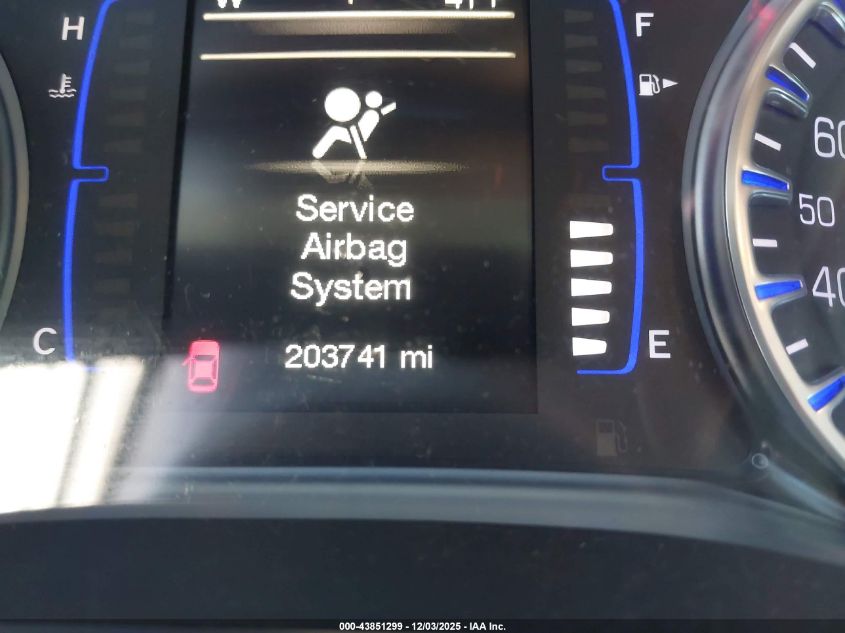 H
F
Service
Airbag
System
203741 mi
C
E
60
50
40
000-43851299 - 12/03/2025 - IAA Inc.